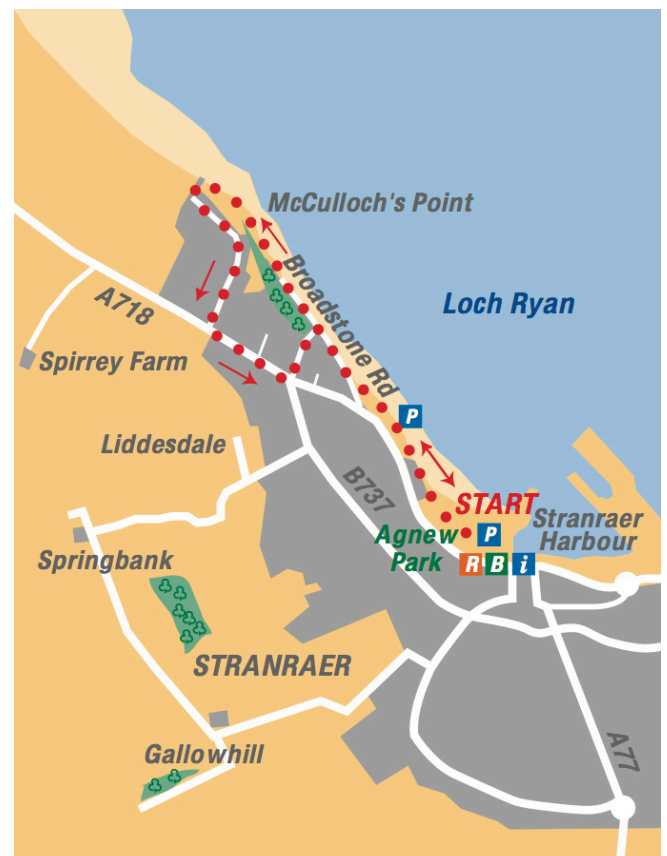 McCulloch's Point
Broadstone Rd
Loch Ryan
A718
Spirrey Farm
P
Liddesdale
B737
START
Stranraer
Harbour
P
Agnew
Park
R B i
Springbank
STRANRAER
Gallowhill
A77